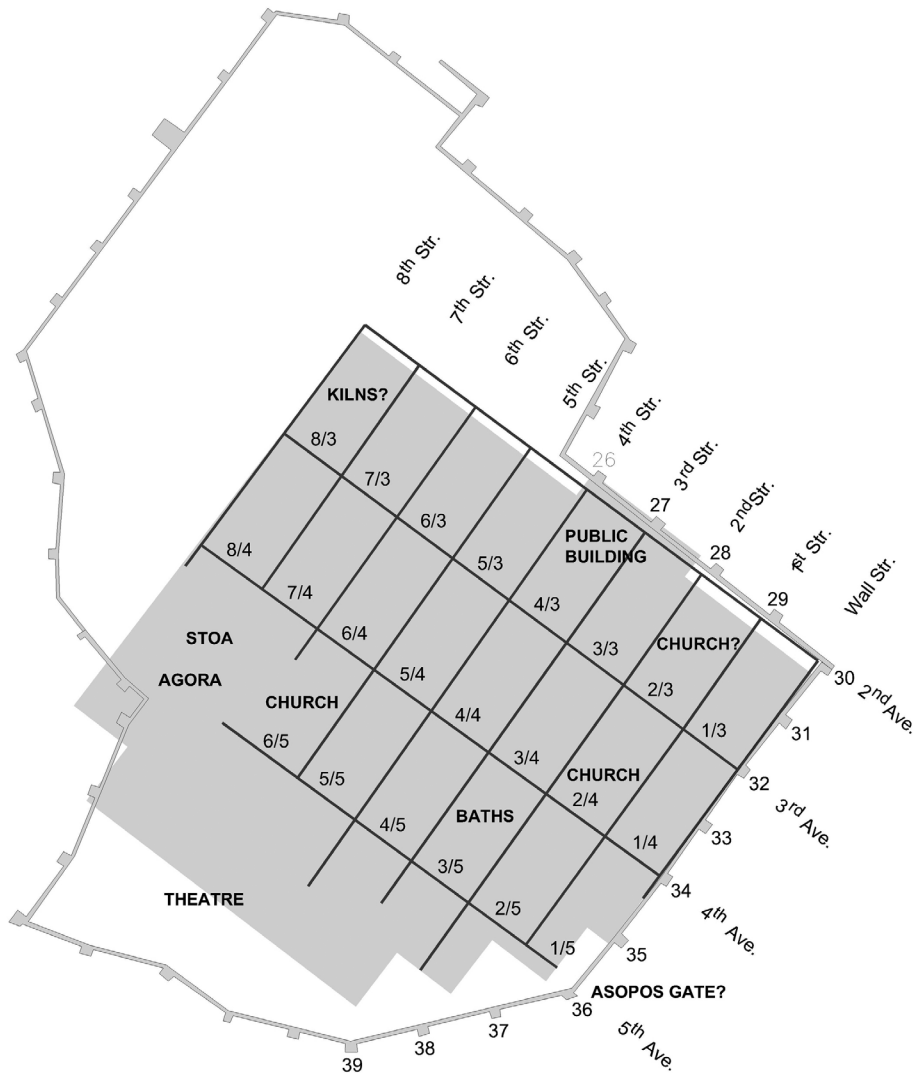 8th Str.
7th Str.
6th Str.
5th Str.
4th Str.
3rd Str.
2nd Str.
1st Str.
Wall Str.
KILNS?
26
27
28
29
30
31
32
33
34
35
36
37
38
39
2nd Ave.
3rd Ave.
4th Ave.
5th Ave.
8/3
7/3
6/3
5/3
4/3
3/3
2/3
1/3
PUBLIC
BUILDING
CHURCH?
8/4
7/4
6/4
5/4
4/4
3/4
2/4
1/4
STOA
AGORA
CHURCH
CHURCH
BATHS
6/5
5/5
4/5
3/5
2/5
1/5
THEATRE
ASOPOS GATE?